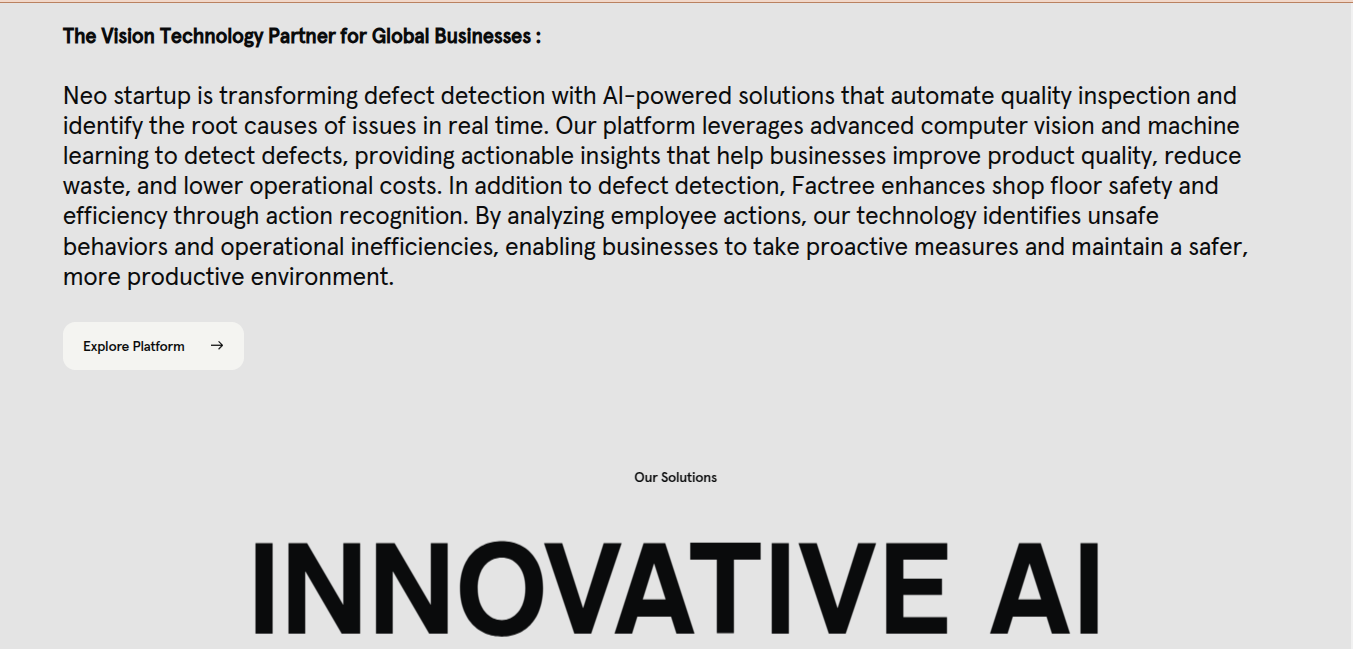 The Vision Technology Partner for Global Businesses :
Neo startup is transforming defect detection with AI-powered solutions that automate quality inspection and
identify the root causes of issues in real time. Our platform leverages advanced computer vision and machine
learning to detect defects, providing actionable insights that help businesses improve product quality, reduce
waste, and lower operational costs. In addition to defect detection, Factree enhances shop floor safety and
efficiency through action recognition. By analyzing employee actions, our technology identifies unsafe
behaviors and operational inefficiencies, enabling businesses to take proactive measures and maintain a safer,
more productive environment.
Explore Platform →
Our Solutions
INNOVATIVE AI